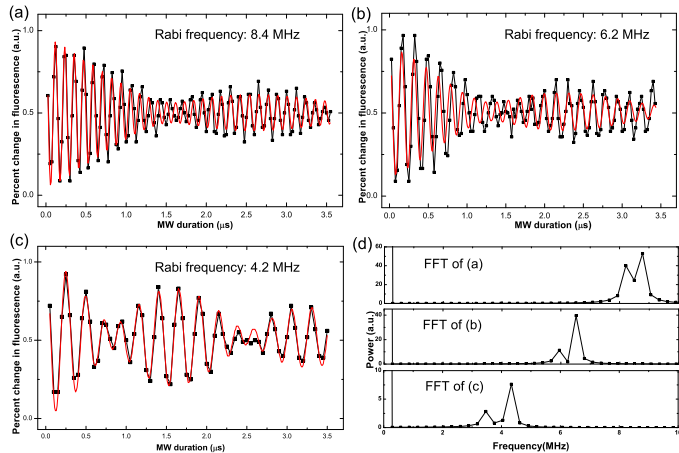 (a)
Rabi frequency: 8.4 MHz
Percent change in fluorescence (a.u.)
1.0
0.5
0.0
0.0 0.5 1.0 1.5 2.0 2.5 3.0 3.5
MW duration (μs)
(b)
Rabi frequency: 6.2 MHz
Percent change in fluorescence (a.u.)
1.0
0.5
0.0
0.0 0.5 1.0 1.5 2.0 2.5 3.0 3.5
MW duration (μs)
(c)
Rabi frequency: 4.2 MHz
Percent change in fluorescence (a.u.)
1.0
0.5
0.0
0.0 0.5 1.0 1.5 2.0 2.5 3.0 3.5
MW duration (μs)
(d)
FFT of (a)
60
40
20
0
FFT of (b)
40
20
0
Power (a.u.)
FFT of (c)
10
5
0
0 2 4 6 8 10
Frequency(MHz)